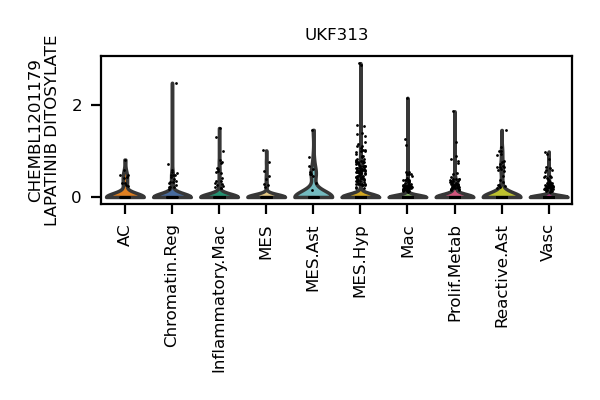 UKF313
CHEMBL1201179
LAPATINIB DITOSYLATE
2
0
AC
Chromatin.Reg
Inflammatory.Mac
MES
MES.Ast
MES.Hyp
Mac
Prolif.Metab
Reactive.Ast
Vasc